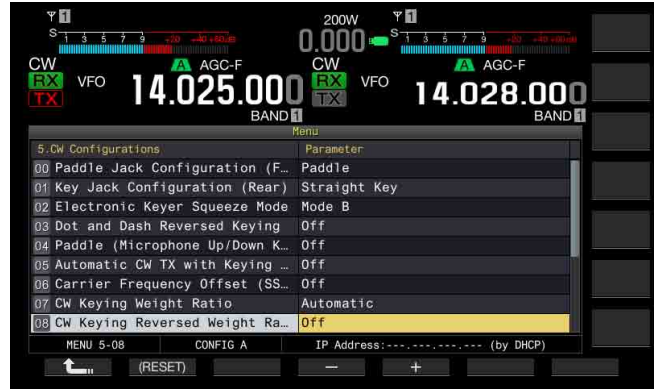 1 200W 1
S 1 3 5 7 9 +20 +40 +60dB 0.000 S 1 3 5 7 9 +20 +40 +60dB
CW A AGC-F CW A AGC-F
RX VFO 14.025.000 RX VFO 14.028.000
TX TX
BAND 1 BAND 1
Menu
5.CW Configurations Parameter
00 Paddle Jack Configuration (F… Paddle
01 Key Jack Configuration (Rear) Straight Key
02 Electronic Keyer Squeeze Mode Mode B
03 Dot and Dash Reversed Keying Off
04 Paddle (Microphone Up/Down K… Off
05 Automatic CW TX with Keying … Off
06 Carrier Frequency Offset (SS… Off
07 CW Keying Weight Ratio Automatic
08 CW Keying Reversed Weight Ra… Off
MENU 5-08 CONFIG A IP Address:---.---.---.--- (by DHCP)
(RESET) − +